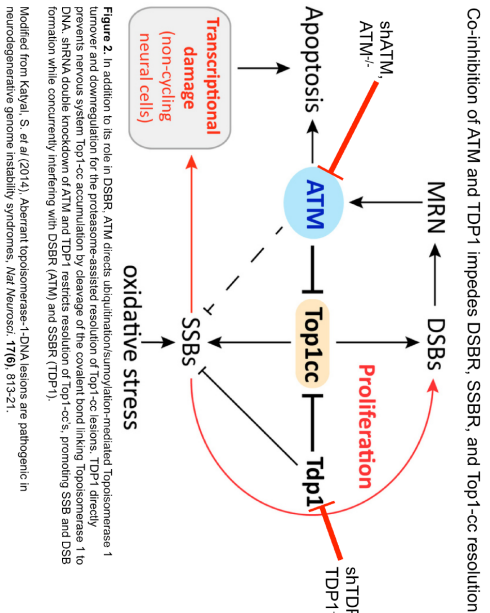 Co-inhibition of ATM and TDP1 impedes DSBR, SSBR, and Top1-cc resolution
shATM,
ATM-/-
MRN
DSBs
Proliferation
Apoptosis
ATM
Top1cc
Tdp1
Transcriptional
damage
(non-cycling
neural cells)
SSBs
oxidative stress
Figure 2. In addition to its role in DSBR, ATM directs ubiquitination/sumoylation-mediated Topoisomerase 1
turnover and downregulation for the proteasome-assisted resolution of Top1-cc lesions. TDP1 directly
prevents nervous system Top1-cc accumulation by cleavage of the covalent bond linking Topoisomerase 1 to
DNA. shRNA double knockdown of ATM and TDP1 restricts resolution of Top1-cc's, promoting SSB and DSB
formation while concurrently interfering with DSBR (ATM) and SSBR (TDP1).
Modified from Katyal, S. et al (2014). Aberrant topoisomerase-1-DNA lesions are pathogenic in
neurodegenerative genome instability syndromes, Nat Neurosci. 17(6), 813-21.